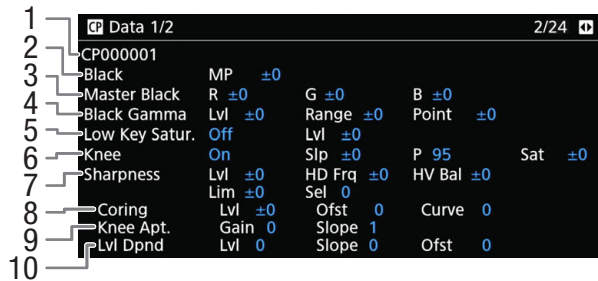 CP Data 1/2 2/24
1 CP000001
2 Black MP ±0
3 Master Black R ±0 G ±0 B ±0
4 Black Gamma Lvl ±0 Range ±0 Point ±0
5 Low Key Satur. Off Lvl ±0
6 Knee On Slp ±0 P 95 Sat ±0
7 Sharpness Lvl ±0 HD Frq ±0 HV Bal ±0
Lim ±0 Sel 0
8 Coring Lvl ±0 Ofst 0 Curve 0
9 Knee Apt. Gain 0 Slope 1
10 Lvl Dpnd Lvl 0 Slope 0 Ofst 0